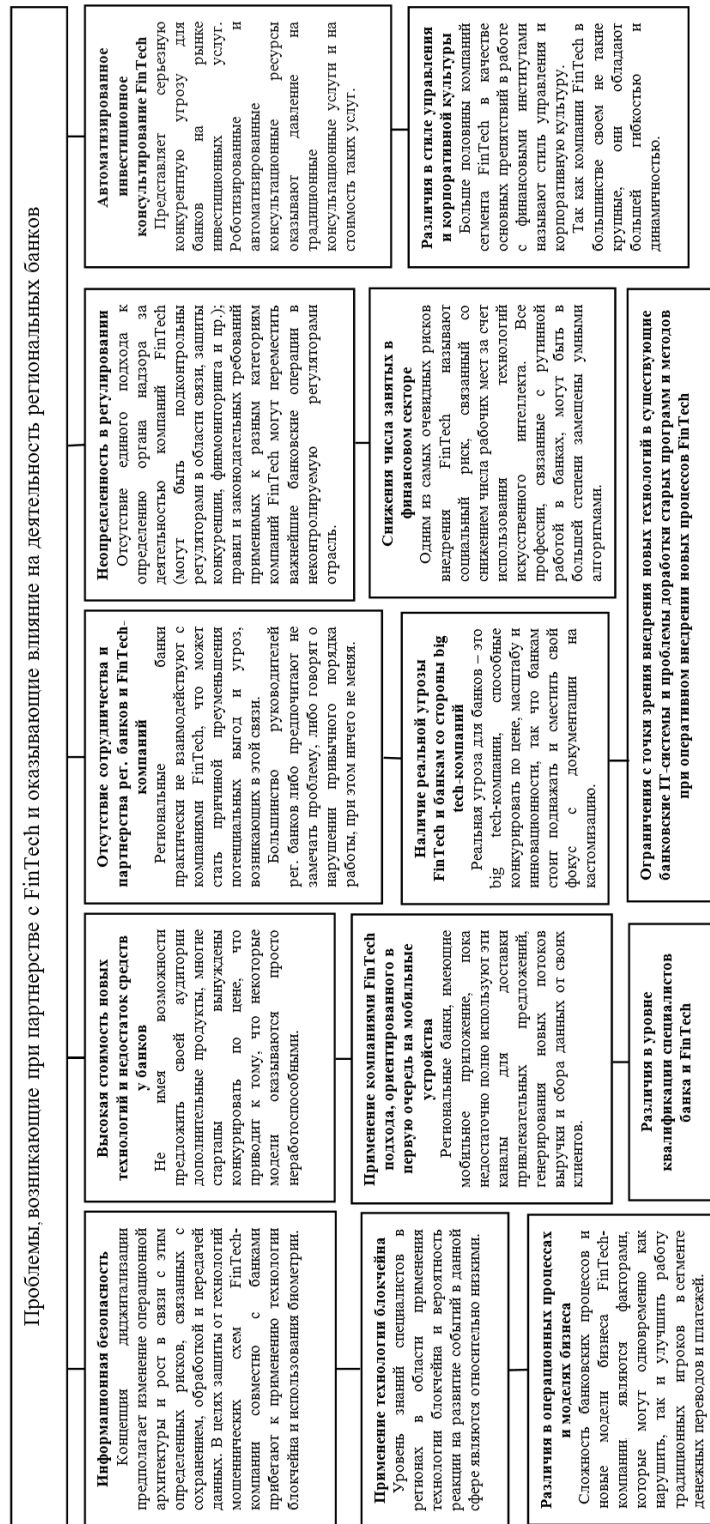 Проблемы, возникающие при партнерстве с FinTech и оказывающие влияние на деятельность региональных банков
Информационная безопасность
Концепция диджитализации
предполагает изменение операционной
архитектуры и рост в связи с этим
определенных рисков, связанных с
сохранением, обработкой и передачей
данных. В целях защиты от технологий
мошеннических схем FinTech-
компании совместно с банками
прибегают к применению технологии
блокчейна и использования биометрии.
Применение технологии блокчейна
Уровень знаний специалистов в
регионах в области применения
технологии блокчейна и вероятность
реакции на развитие событий в данной
сфере являются относительно низкими.
Различия в операционных процессах
и моделях бизнеса
Сложность банковских процессов и
новые модели бизнеса FinTech-
компании являются факторами,
которые могут одновременно как
нарушить, так и улучшить работу
традиционных игроков в сегменте
денежных переводов и платежей.
Высокая стоимость новых
технологий и недостаток средств
у банков
Не имея возможности
предложить своей аудитории
дополнительные продукты, многие
стартапы вынуждены
конкурировать по цене, что
приводит к тому, что некоторые
модели оказываются просто
неработоспособными.
Применение компаниями FinTech
подхода, ориентированного в
первую очередь на мобильные
устройства
Региональные банки, имеющие
мобильное приложение, пока
недостаточно полно используют эти
каналы для доставки
привлекательных предложений,
генерирования новых потоков
выручки и сбора данных от своих
клиентов.
Различия в уровне
квалификации специалистов
банка и FinTech
Отсутствие сотрудничества и
партнерства рег. банков и FinTech-
компаний
Региональные банки
практически не взаимодействуют с
компаниями FinTech, что может
стать причиной преуменьшения
потенциальных выгод и угроз,
возникающих в этой связи.
Большинство руководителей
рег. банков либо предпочитают не
замечать проблему, либо говорят о
нарушении привычного порядка
работы, при этом ничего не меняя.
Наличие реальной угрозы
FinTech и банкам со стороны big
tech-компаний
Реальная угроза для банков – это
big tech-компании, способные
конкурировать по цене, масштабу и
инновационности, так что банкам
стоит поднажать и сместить свой
фокус с документации на
кастомизацию.
Неопределенность в регулировании
Отсутствие единого подхода к
определению органа надзора за
деятельностью компаний FinTech
(могут быть подконтрольны
регуляторами в области связи, защиты
конкуренции, финмониторинга и пр.);
правил и законодательных требований
применимых к разным категориям
компаний FinTech могут переместить
важнейшие банковские операции в
неконтролируемую регуляторами
отрасль.
Снижения числа занятых в
финансовом секторе
Одним из самых очевидных рисков
внедрения FinTech называют
социальный риск, связанный со
снижением числа рабочих мест за счет
использования технологий
искусственного интеллекта. Все
профессии, связанные с рутинной
работой в банках, могут быть в
большей степени замещены умными
алгоритмами.
Ограничения с точки зрения внедрения новых технологий в существующие
банковские IT-системы и проблемы доработки старых программ и методов
при оперативном внедрении новых процессов FinTech
Автоматизированное
инвестиционное
консультирование FinTech
Представляет серьезную
конкурентную угрозу для
банков на рынке
инвестиционных услуг.
Роботизированные и
автоматизированные
консультационные ресурсы
оказывают давление на
традиционные
консультационные услуги и на
стоимость таких услуг.
Различия в стиле управления
и корпоративной культуры
Больше половины компаний
сегмента FinTech в качестве
основных препятствий в работе
с финансовыми институтами
называют стиль управления и
корпоративную культуру.
Так как компании FinTech в
большинстве своем не такие
крупные, они обладают
большей гибкостью и
динамичностью.